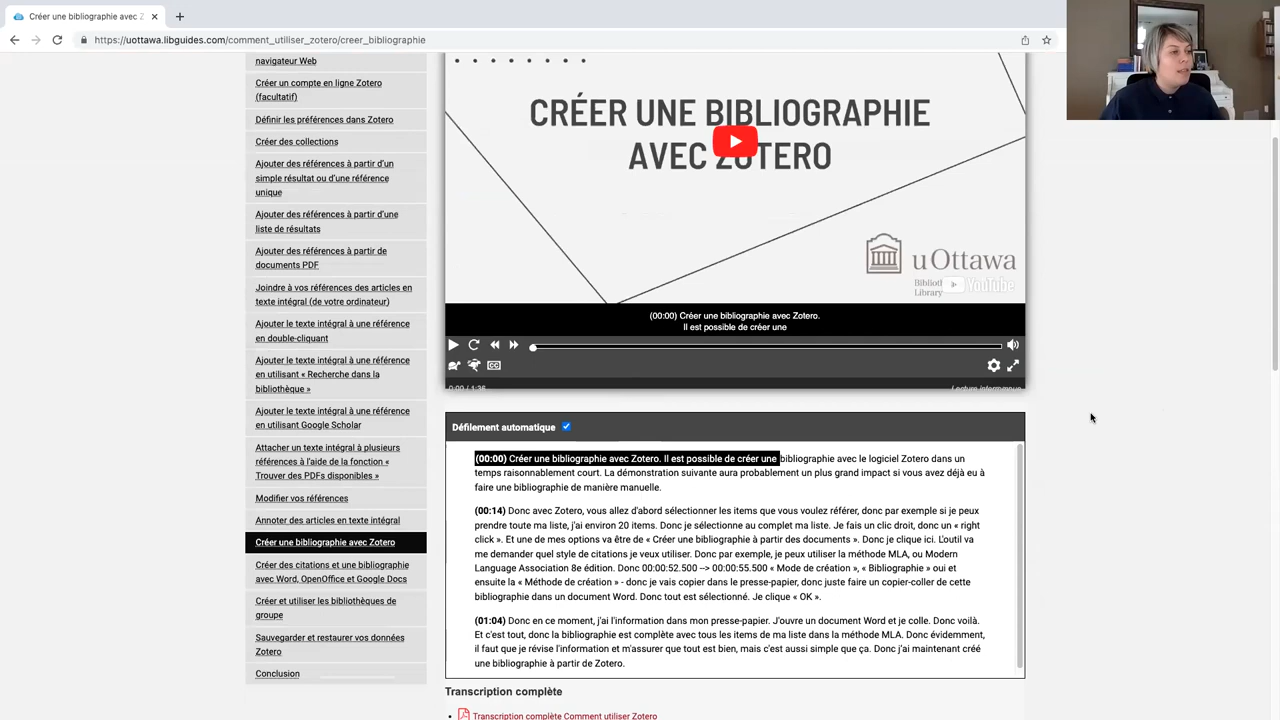 Créer une bibliographie avec Z
https://uottawa.libguides.com/comment_utiliser_zotero/creer_bibliographie
navigateur Web
Créer un compte en ligne Zotero
(facultatif)
Définir les préférences dans Zotero
Créer des collections
Ajouter des références à partir d'un
simple résultat ou d'une référence
unique
Ajouter des références à partir d'une
liste de résultats
Ajouter des références à partir de
documents PDF
Joindre à vos références des articles en
texte intégral (de votre ordinateur)
Ajouter le texte intégral à une référence
en double-cliquant
Ajouter le texte intégral à une référence
en utilisant « Recherche dans la
bibliothèque »
Ajouter le texte intégral à une référence
en utilisant Google Scholar
Attacher un texte intégral à plusieurs
références à l'aide de la fonction «
Trouver des PDFs disponibles »
Modifier vos références
Annoter des articles en texte intégral
Créer une bibliographie avec Zotero
Créer des citations et une bibliographie
avec Word, OpenOffice et Google Docs
Créer et utiliser les bibliothèques de
groupe
Sauvegarder et restaurer vos données
Zotero
Conclusion
CRÉER UNE BIBLIOGRAPHIE
AVEC ZOTERO
uOttawa
Library
YouTube
(00:00) Créer une bibliographie avec Zotero.
Il est possible de créer une
CC
0:00 / 1:36
Défilement automatique
(00:00) Créer une bibliographie avec Zotero. Il est possible de créer une bibliographie avec le logiciel Zotero dans un
temps raisonnablement court. La démonstration suivante aura probablement un plus grand impact si vous avez déjà eu à
faire une bibliographie de manière manuelle.
(00:14) Donc avec Zotero, vous allez d'abord sélectionner les items que vous voulez référer, donc par exemple si je peux
prendre toute ma liste, j'ai environ 20 items. Donc je sélectionne au complet ma liste. Je fais un clic droit, donc un « right
click ». Et une de mes options va être de « Créer une bibliographie à partir des documents ». Donc je clique ici. L'outil va
me demander quel style de citations je veux utiliser. Donc par exemple, je peux utiliser la méthode MLA, ou Modern
Language Association 8e édition. Donc 00:00:52.500 --> 00:00:55.500 « Mode de création », « Bibliographie » oui et
ensuite la « Méthode de création » - donc je vais copier dans le presse-papier, donc juste faire un copier-coller de cette
bibliographie dans un document Word. Donc tout est sélectionné. Je clique « OK ».
(01:04) Donc en ce moment, j'ai l'information dans mon presse-papier. J'ouvre un document Word et je colle. Donc voilà.
Et c'est tout, donc la bibliographie est complète avec tous les items de ma liste dans la méthode MLA. Donc évidemment,
il faut que je révise l'information et m'assurer que tout est bien, mais c'est aussi simple que ça. Donc j'ai maintenant créé
une bibliographie à partir de Zotero.
Transcription complète
Transcription complète Comment utiliser Zotero